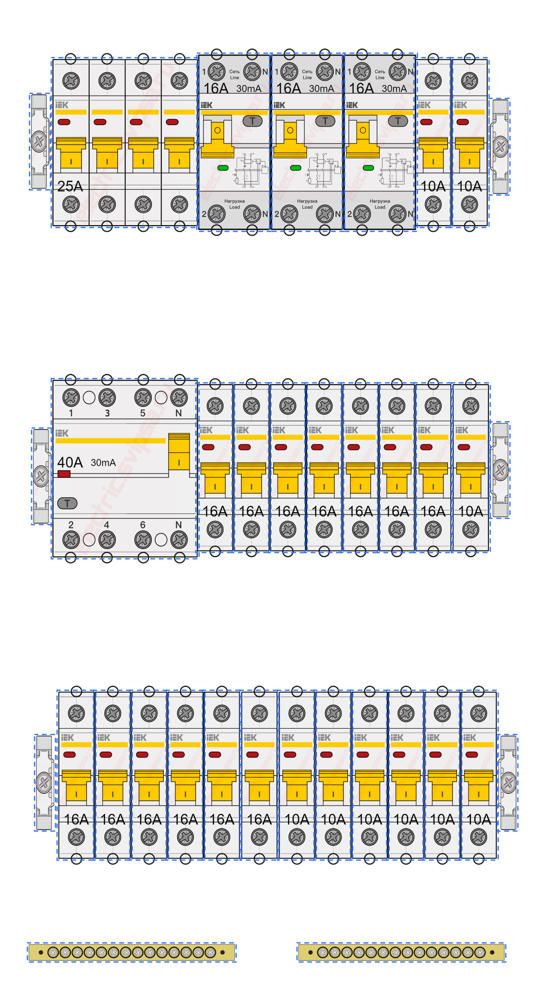 1 Сеть Line N 1 Сеть Line N 1 Сеть Line N
16A 30mA 16A 30mA 16A 30mA
IEK IEK IEK IEK IEK IEK
T T T
I I I I I I
25A 10A 10A
Нагрузка Нагрузка Нагрузка
2 Load N 2 Load N 2 Load N
1 3 5 N
IEK IEK IEK IEK IEK IEK IEK IEK IEK
40A 30mA
I I I I I I I I I
T
16A 16A 16A 16A 16A 16A 16A 10A
2 4 6 N
IEK IEK IEK IEK IEK IEK IEK IEK IEK IEK IEK IEK
I I I I I I I I I I I I
16A 16A 16A 16A 16A 16A 10A 10A 10A 10A 10A 10A